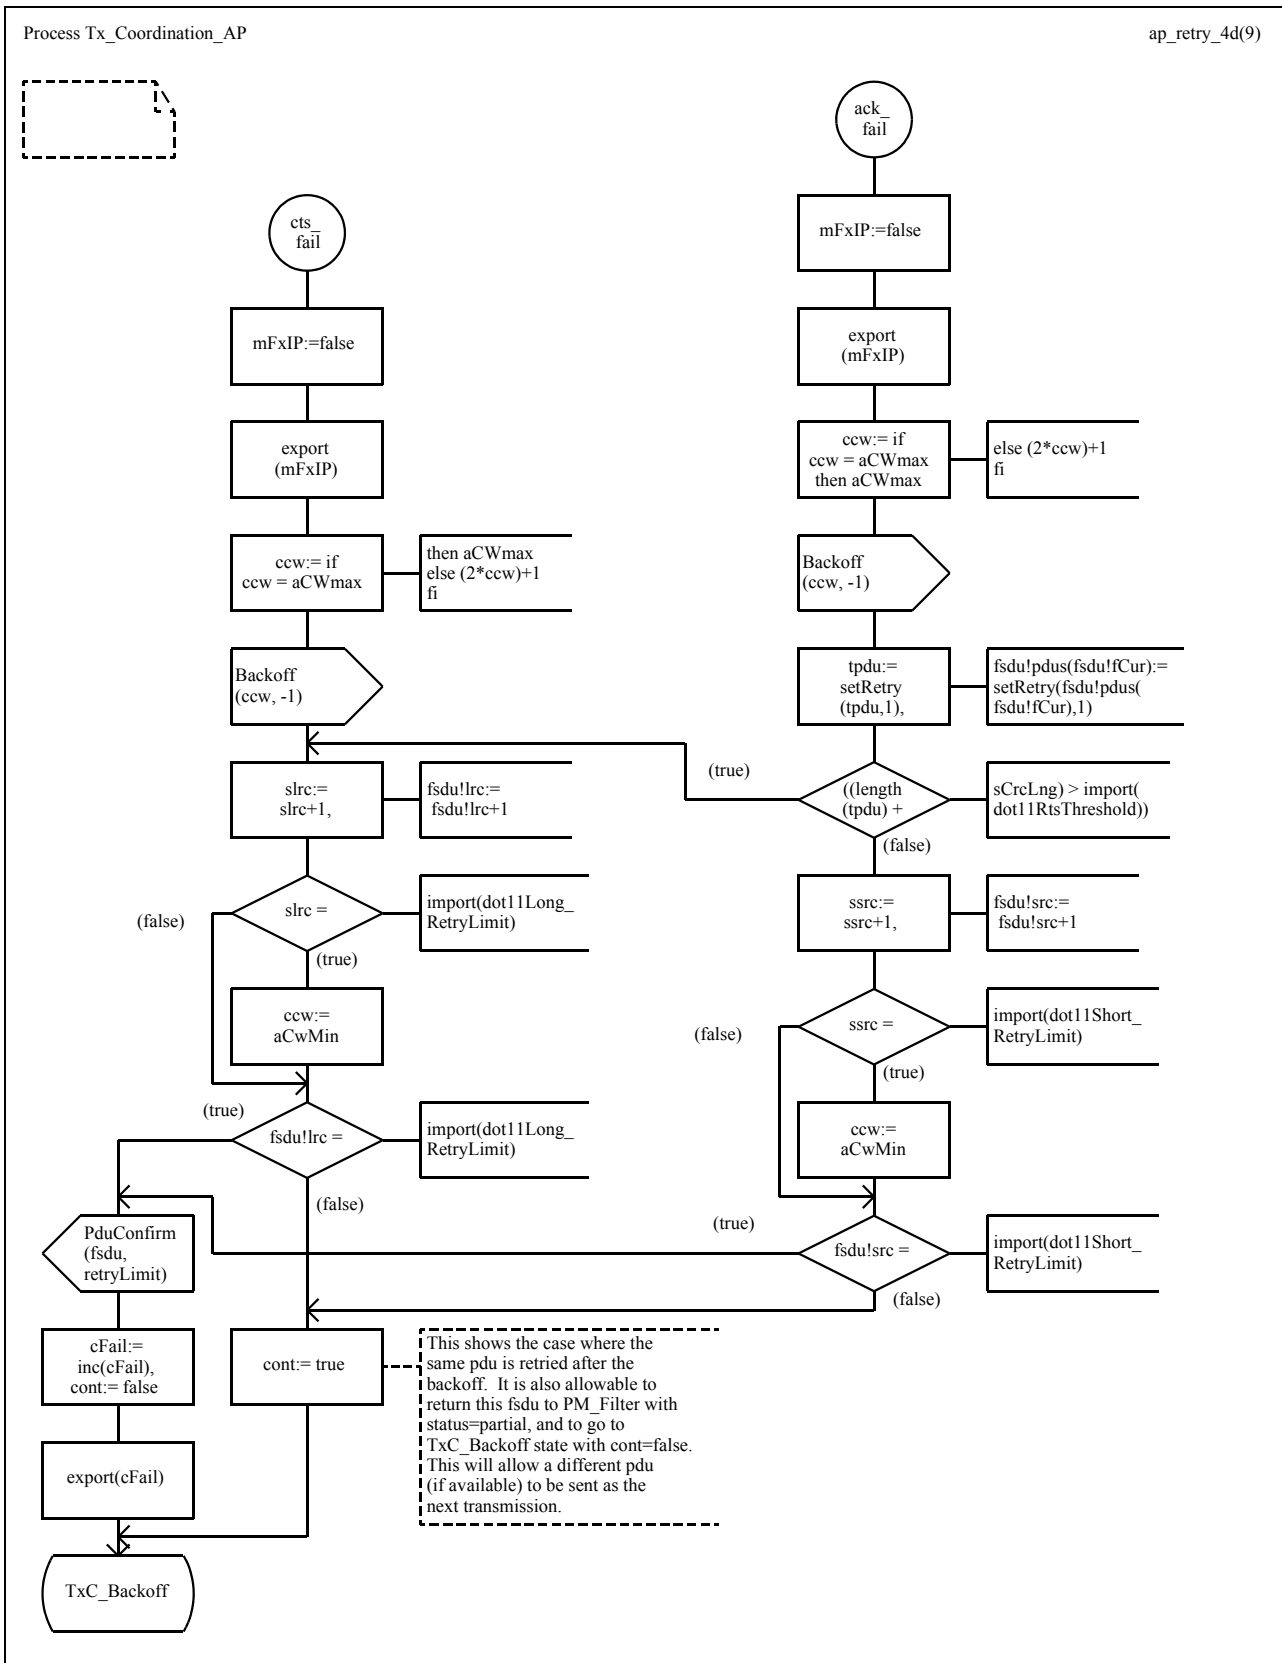 Process Tx_Coordination_AP
ap_retry_4d(9)
cts_
fail
mFxIP:=false
export
(mFxIP)
ccw:= if
ccw = aCWmax
then aCWmax
else (2*ccw)+1
fi
Backoff
(ccw, -1)
slrc:=
slrc+1,
fsdu!lrc:=
fsdu!lrc+1
slrc =
import(dot11Long_
RetryLimit)
(false)
(true)
ccw:=
aCwMin
(true)
fsdu!lrc =
import(dot11Long_
RetryLimit)
(false)
PduConfirm
(fsdu,
retryLimit)
cFail:=
inc(cFail),
cont:= false
export(cFail)
TxC_Backoff
cont:= true
This shows the case where the
same pdu is retried after the
backoff.  It is also allowable to
return this fsdu to PM_Filter with
status=partial, and to go to
TxC_Backoff state with cont=false.
This will allow a different pdu
(if available) to be sent as the
next transmission.
ack_
fail
mFxIP:=false
export
(mFxIP)
ccw:= if
ccw = aCWmax
then aCWmax
else (2*ccw)+1
fi
Backoff
(ccw, -1)
tpdu:=
setRetry
(tpdu,1),
fsdu!pdus(fsdu!fCur):=
setRetry(fsdu!pdus(
fsdu!fCur),1)
(true)
((length
(tpdu) +
sCrcLng) > import(
dot11RtsThreshold))
(false)
ssrc:=
ssrc+1,
fsdu!src:=
fsdu!src+1
ssrc =
import(dot11Short_
RetryLimit)
(false)
(true)
ccw:=
aCwMin
(true)
fsdu!src =
import(dot11Short_
RetryLimit)
(false)